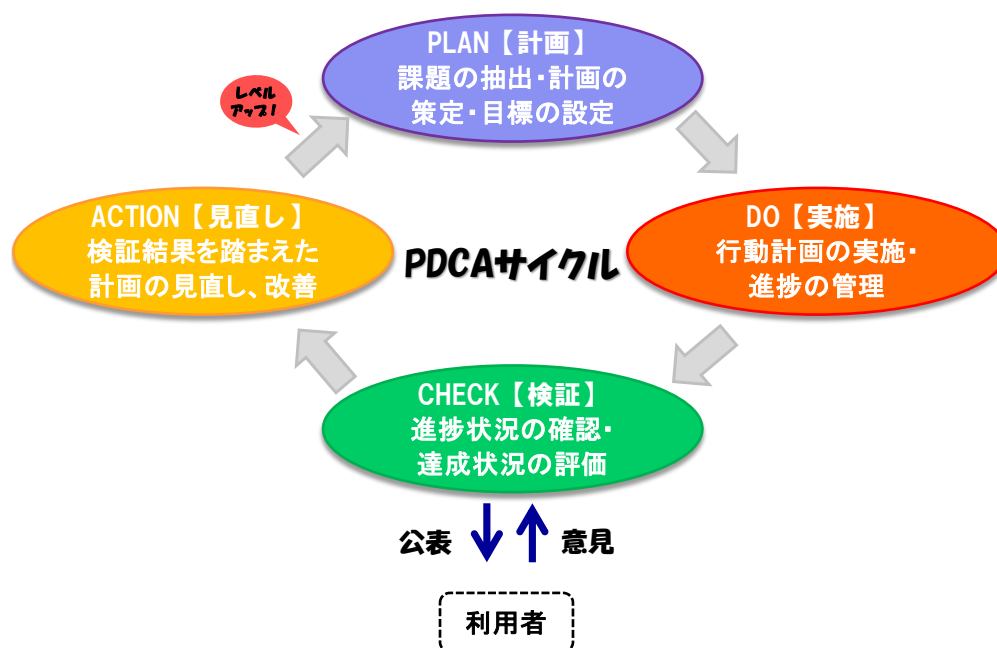 PLAN【計画】
課題の抽出・計画の
策定・目標の設定
レベル
アップ!
ACTION【見直し】
検証結果を踏まえた
計画の見直し、改善
PDCAサイクル
DO【実施】
行動計画の実施・
進捗の管理
CHECK【検証】
進捗状況の確認・
達成状況の評価
公表
意見
利用者